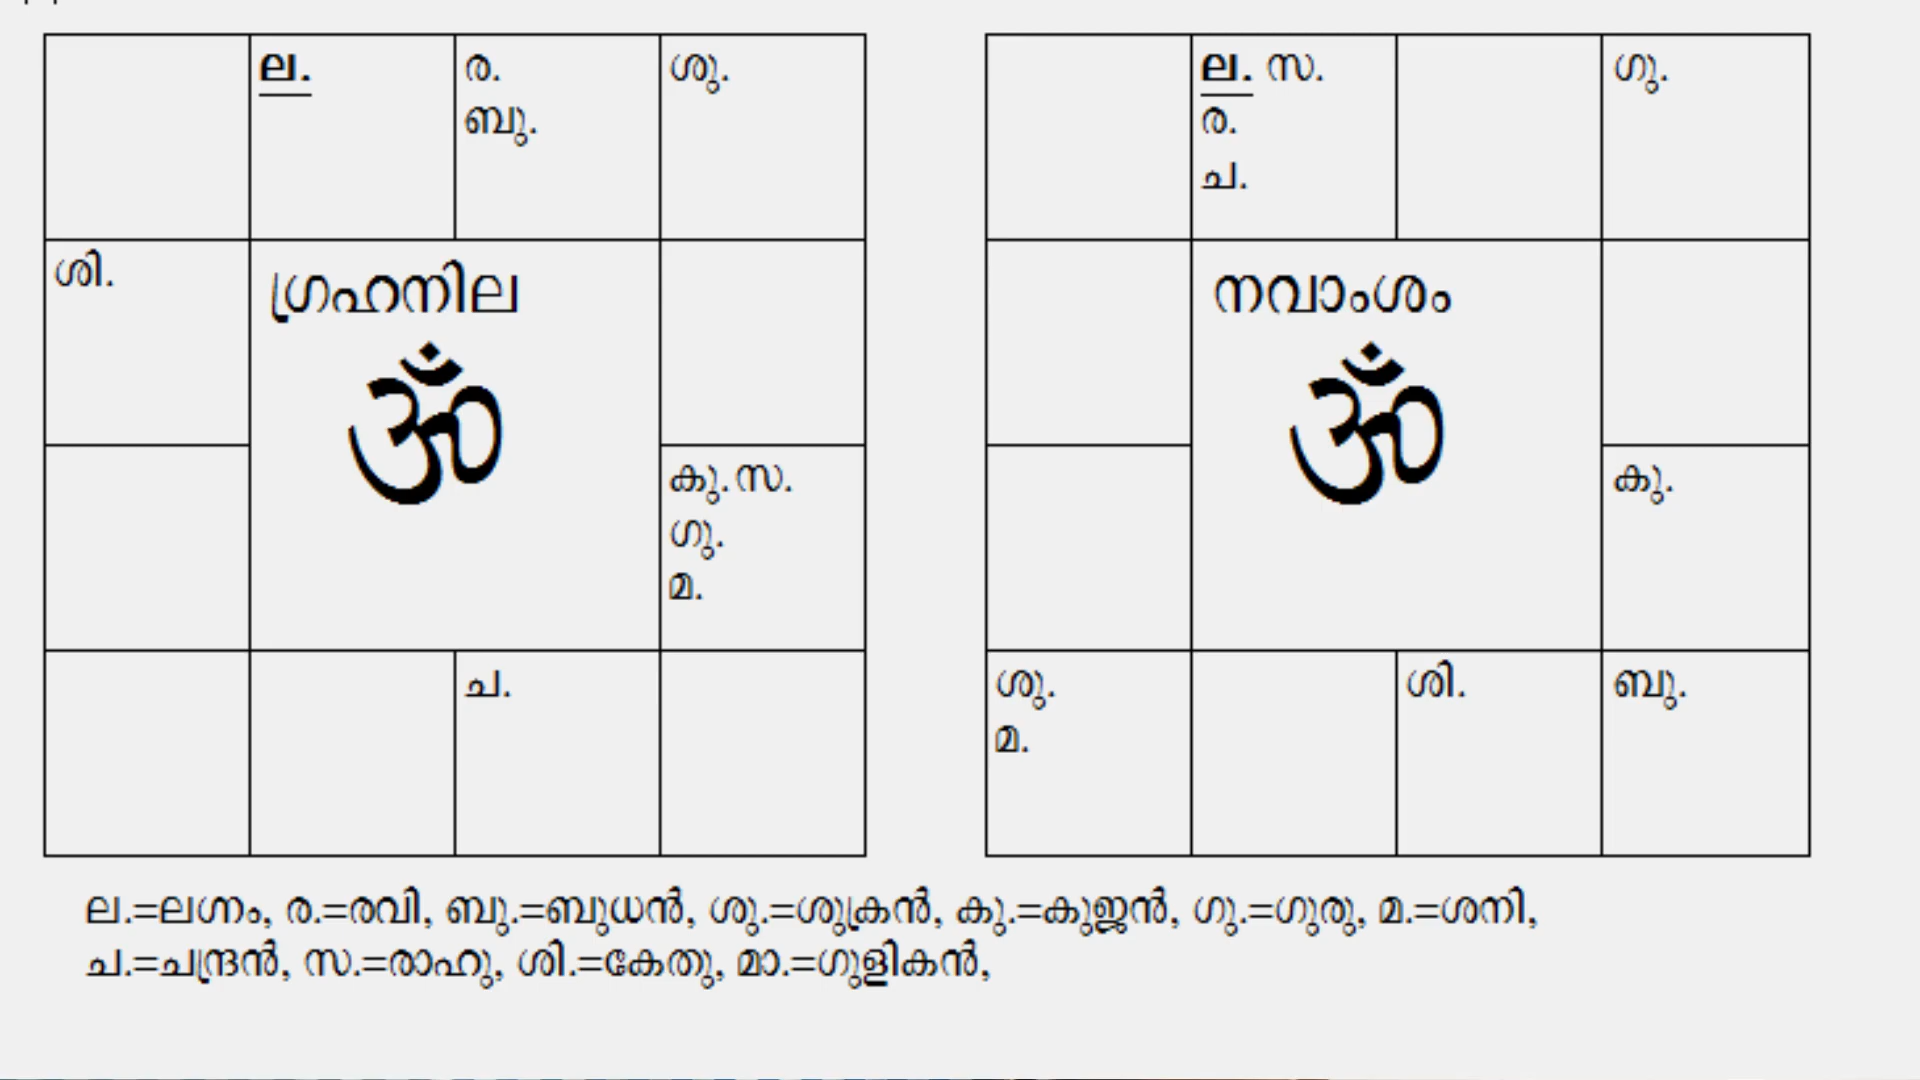 ല.
ര.
ബു.
ശു.
ശി.
ഗ്രഹനില
ॐ
കു.സ.
ഗു.
മ.
ച.
ല. സ.
ര.
ച.
ഗു.
നവാംശം
ॐ
കു.
ശു.
മ.
ശി.
ബു.
ല.=ലഗ്നം, ര.=രവി, ബു.=ബുധൻ, ശു.=ശുക്രൻ, കു.=കുജൻ, ഗു.=ഗുരു, മ.=ശനി,
ച.=ചന്ദ്രൻ, സ.=രാഹു, ശി.=കേതു, മാ.=ഗുളികൻ,